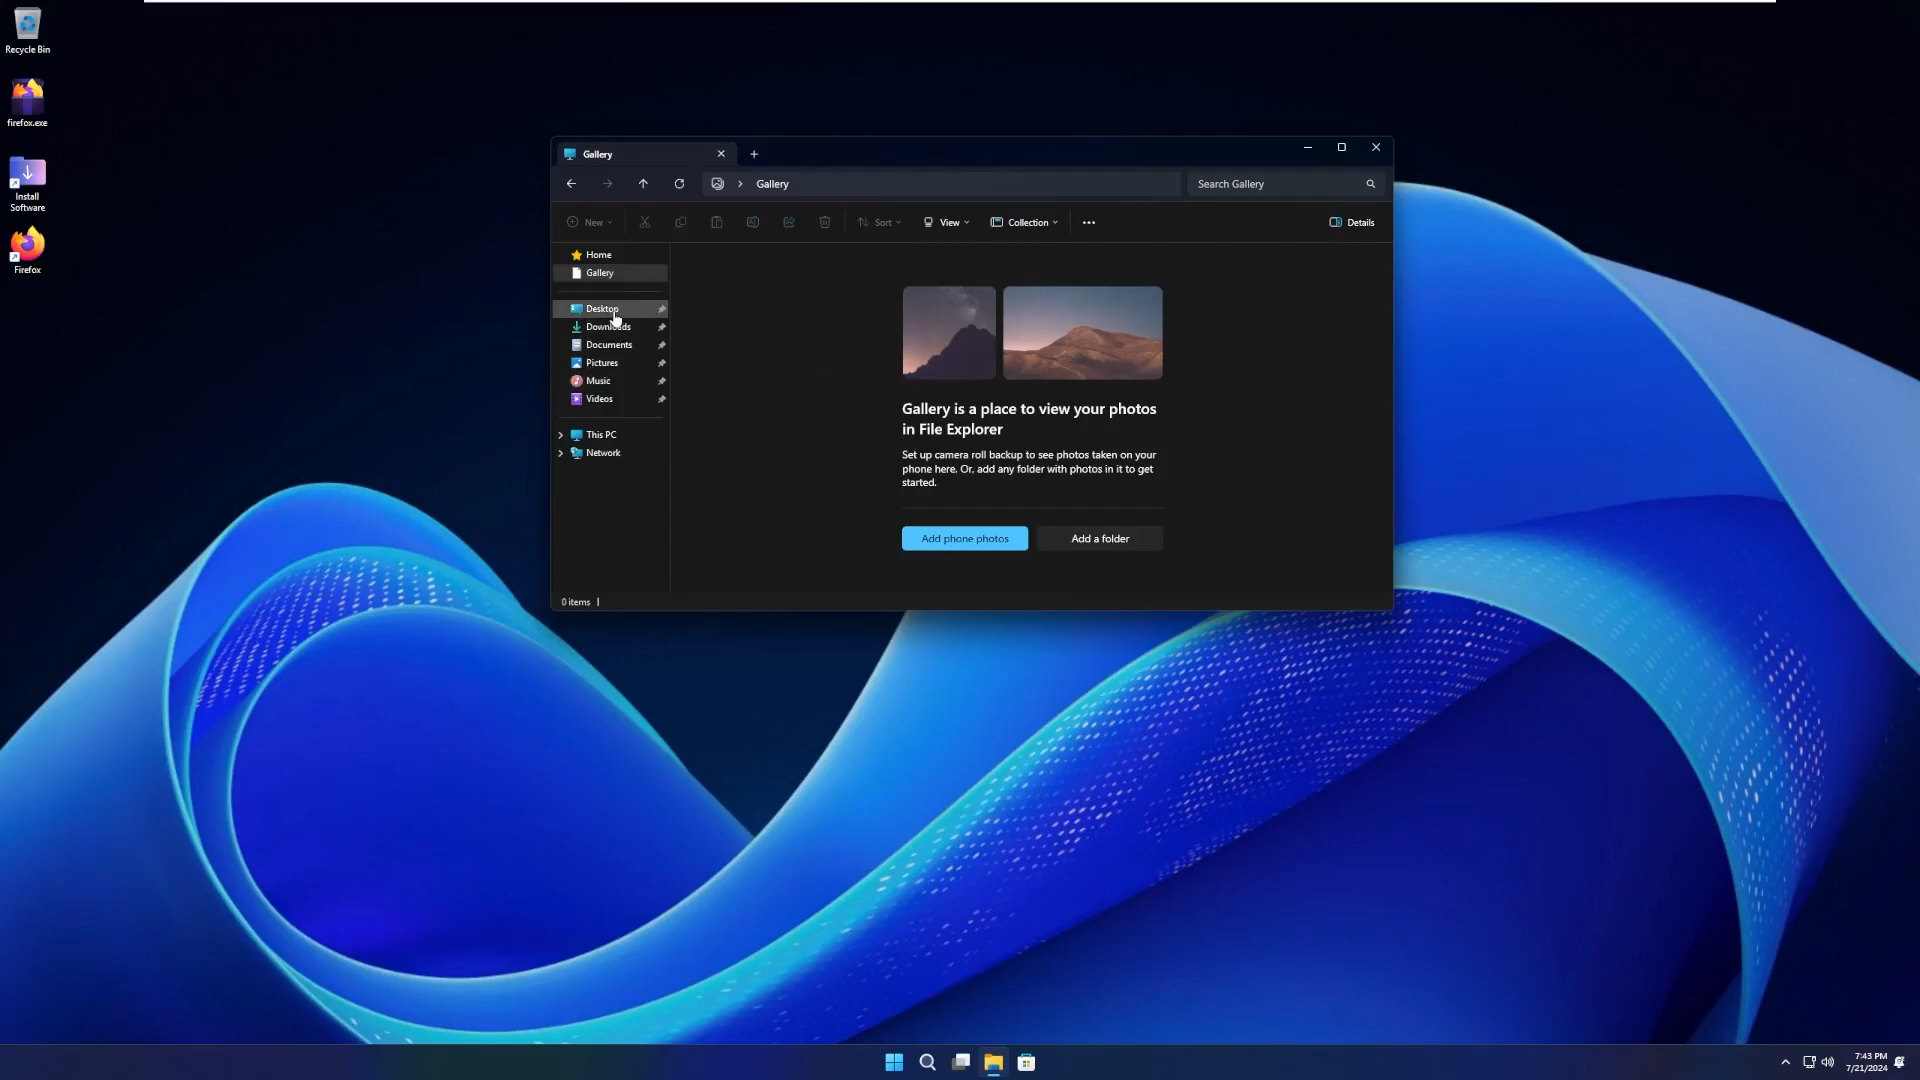 Recycle Bin
firefox.exe
Install
Software
Firefox
Gallery
Gallery
Search Gallery
New
Sort
View
Collection
Details
Home
Gallery
Desktop
Downloads
Documents
Pictures
Music
Videos
This PC
Network
Gallery is a place to view your photos
in File Explorer
Set up camera roll backup to see photos taken on your
phone here. Or, add any folder with photos in it to get
started.
Add phone photos
Add a folder
0 items
7:43 PM
7/21/2024